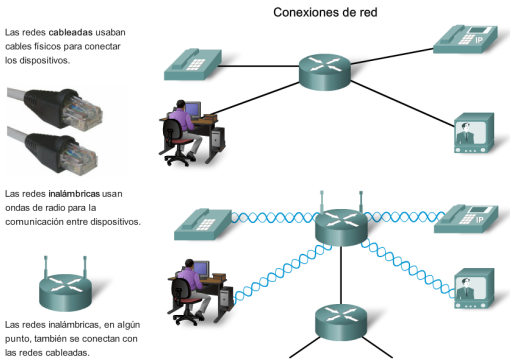 Conexiones de red
Las redes cableadas usaban
cables físicos para conectar
los dispositivos.
IP
Las redes inalámbricas usan
ondas de radio para la
comunicación entre dispositivos.
IP
Las redes inalámbricas, en algún
punto, también se conectan con
las redes cableadas.